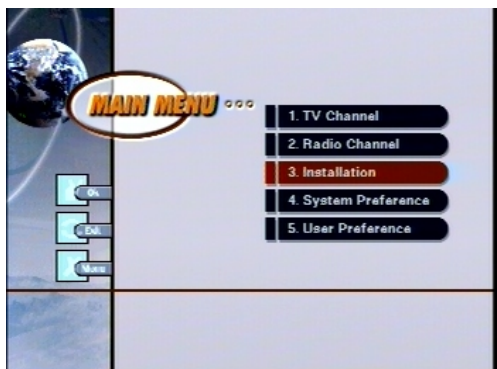 MAIN MENU
1. TV Channel
2. Radio Channel
3. Installation
4. System Preference
5. User Preference
Ok
Exit
Menu